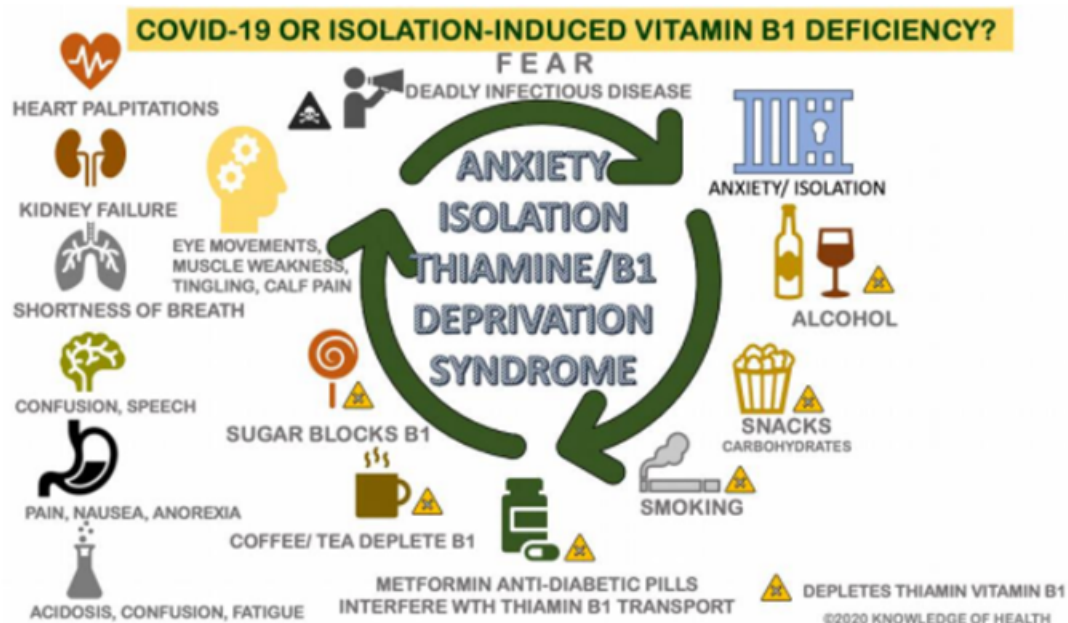 COVID-19 OR ISOLATION-INDUCED VITAMIN B1 DEFICIENCY?
FEAR
DEADLY INFECTIOUS DISEASE
HEART PALPITATIONS
KIDNEY FAILURE
SHORTNESS OF BREATH
CONFUSION, SPEECH
PAIN, NAUSEA, ANOREXIA
ACIDOSIS, CONFUSION, FATIGUE
EYE MOVEMENTS,
MUSCLE WEAKNESS,
TINGLING, CALF PAIN
ANXIETY
ISOLATION
THIAMINE/B1
DEPRIVATION
SYNDROME
ANXIETY/ ISOLATION
ALCOHOL
SNACKS
CARBOHYDRATES
SMOKING
SUGAR BLOCKS B1
COFFEE/ TEA DEPLETE B1
METFORMIN ANTI-DIABETIC PILLS
INTERFERE WTH THIAMIN B1 TRANSPORT
DEPLETES THIAMIN VITAMIN B1
©2020 KNOWLEDGE OF HEALTH